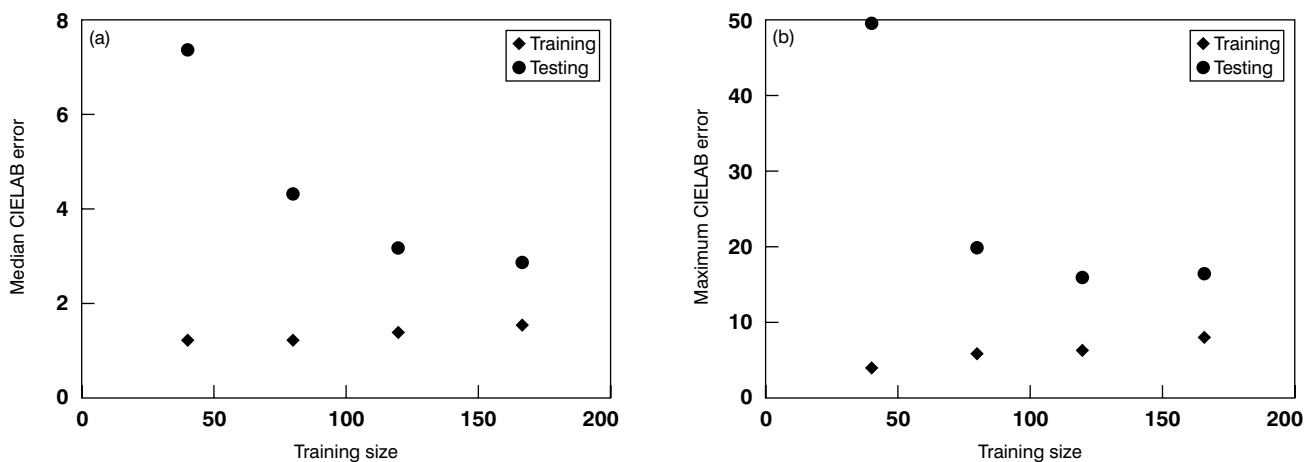 (a)
Training
Testing
8
6
4
2
0
0 50 100 150 200
Median CIELAB error
Training size
(b)
Training
Testing
50
40
30
20
10
0
0 50 100 150 200
Maximum CIELAB error
Training size